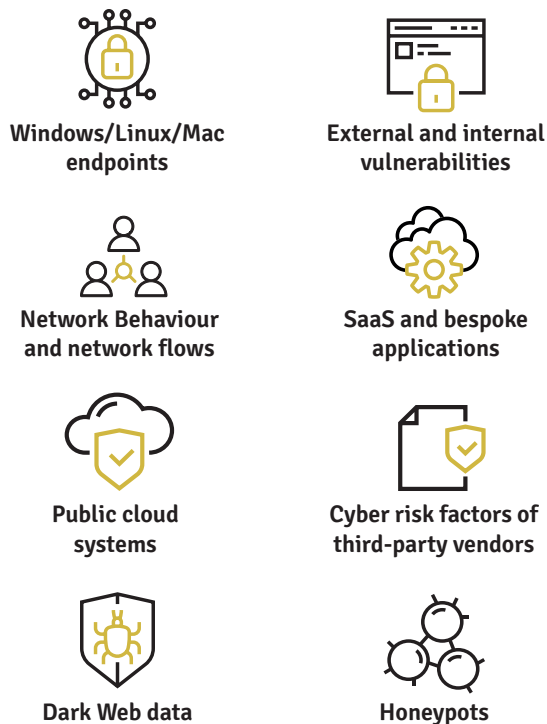 Windows/Linux/Mac
endpoints
External and internal
vulnerabilities
Network Behaviour
and network flows
SaaS and bespoke
applications
Public cloud
systems
Cyber risk factors of
third-party vendors
Dark Web data
Honeypots